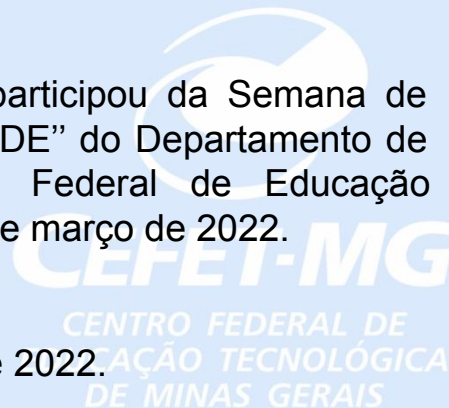 participou da Semana de
DE” do Departamento de
Federal de Educação
e março de 2022.
CEFET-MG
CENTRO FEDERAL DE
EDUCAÇÃO TECNOLÓGICA
DE MINAS GERAIS
2022.